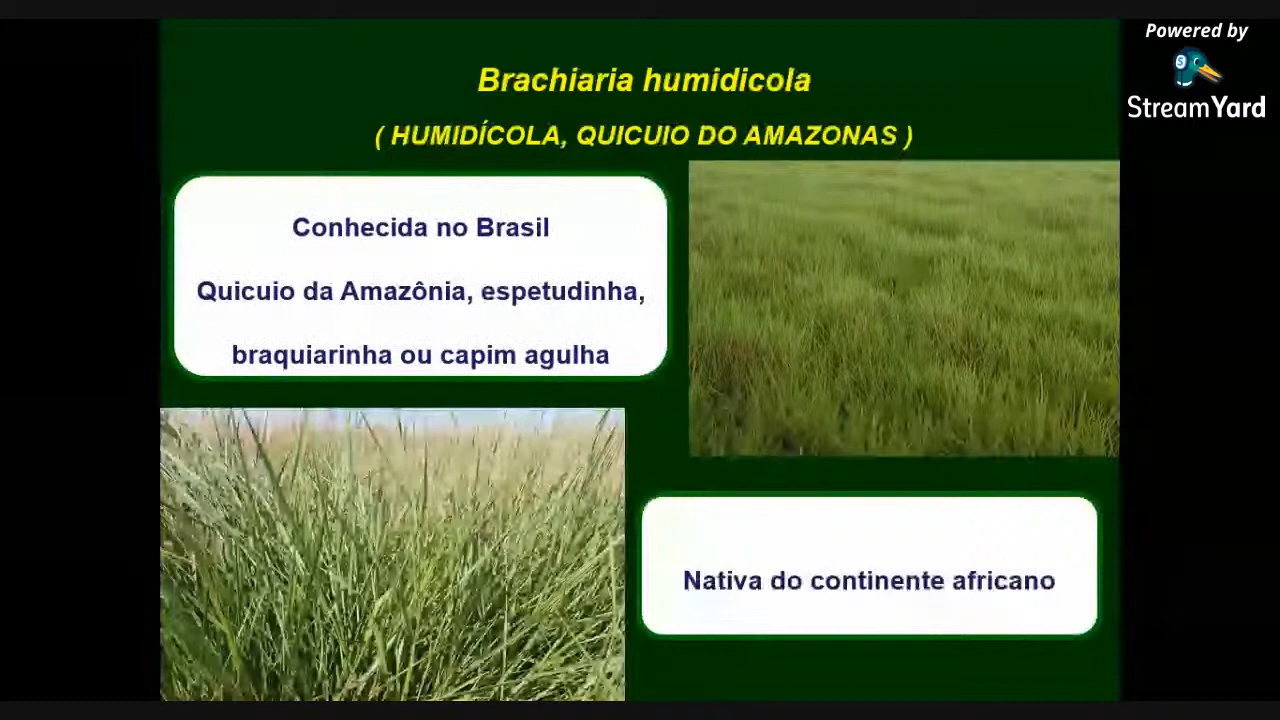 Powered by
StreamYard
Brachiaria humidicola
( HUMIDÍCOLA, QUICUIO DO AMAZONAS )
Conhecida no Brasil
Quicuio da Amazônia, espetudinha,
braquiarinha ou capim agulha
Nativa do continente africano